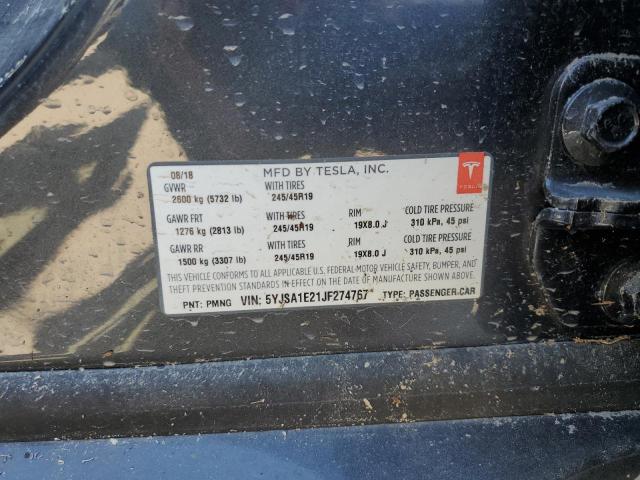 08/18 MFD BY TESLA, INC.
GVWR WITH TIRES
2600 kg (5732 lb) 245/45R19
TESLA
GAWR FRT WITH TIRES RIM COLD TIRE PRESSURE
1276 kg (2813 lb) 245/45R19 19X8.0 J 310 kPa, 45 psi
GAWR RR WITH TIRES RIM COLD TIRE PRESSURE
1500 kg (3307 lb) 245/45R19 19X8.0 J 310 kPa, 45 psi
THIS VEHICLE CONFORMS TO ALL APPLICABLE U.S. FEDERAL MOTOR VEHICLE SAFETY, BUMPER, AND
THEFT PREVENTION STANDARDS IN EFFECT ON THE DATE OF MANUFACTURE SHOWN ABOVE.
PNT: PMNG VIN: 5YJSA1E21JF274767 TYPE: PASSENGER CAR